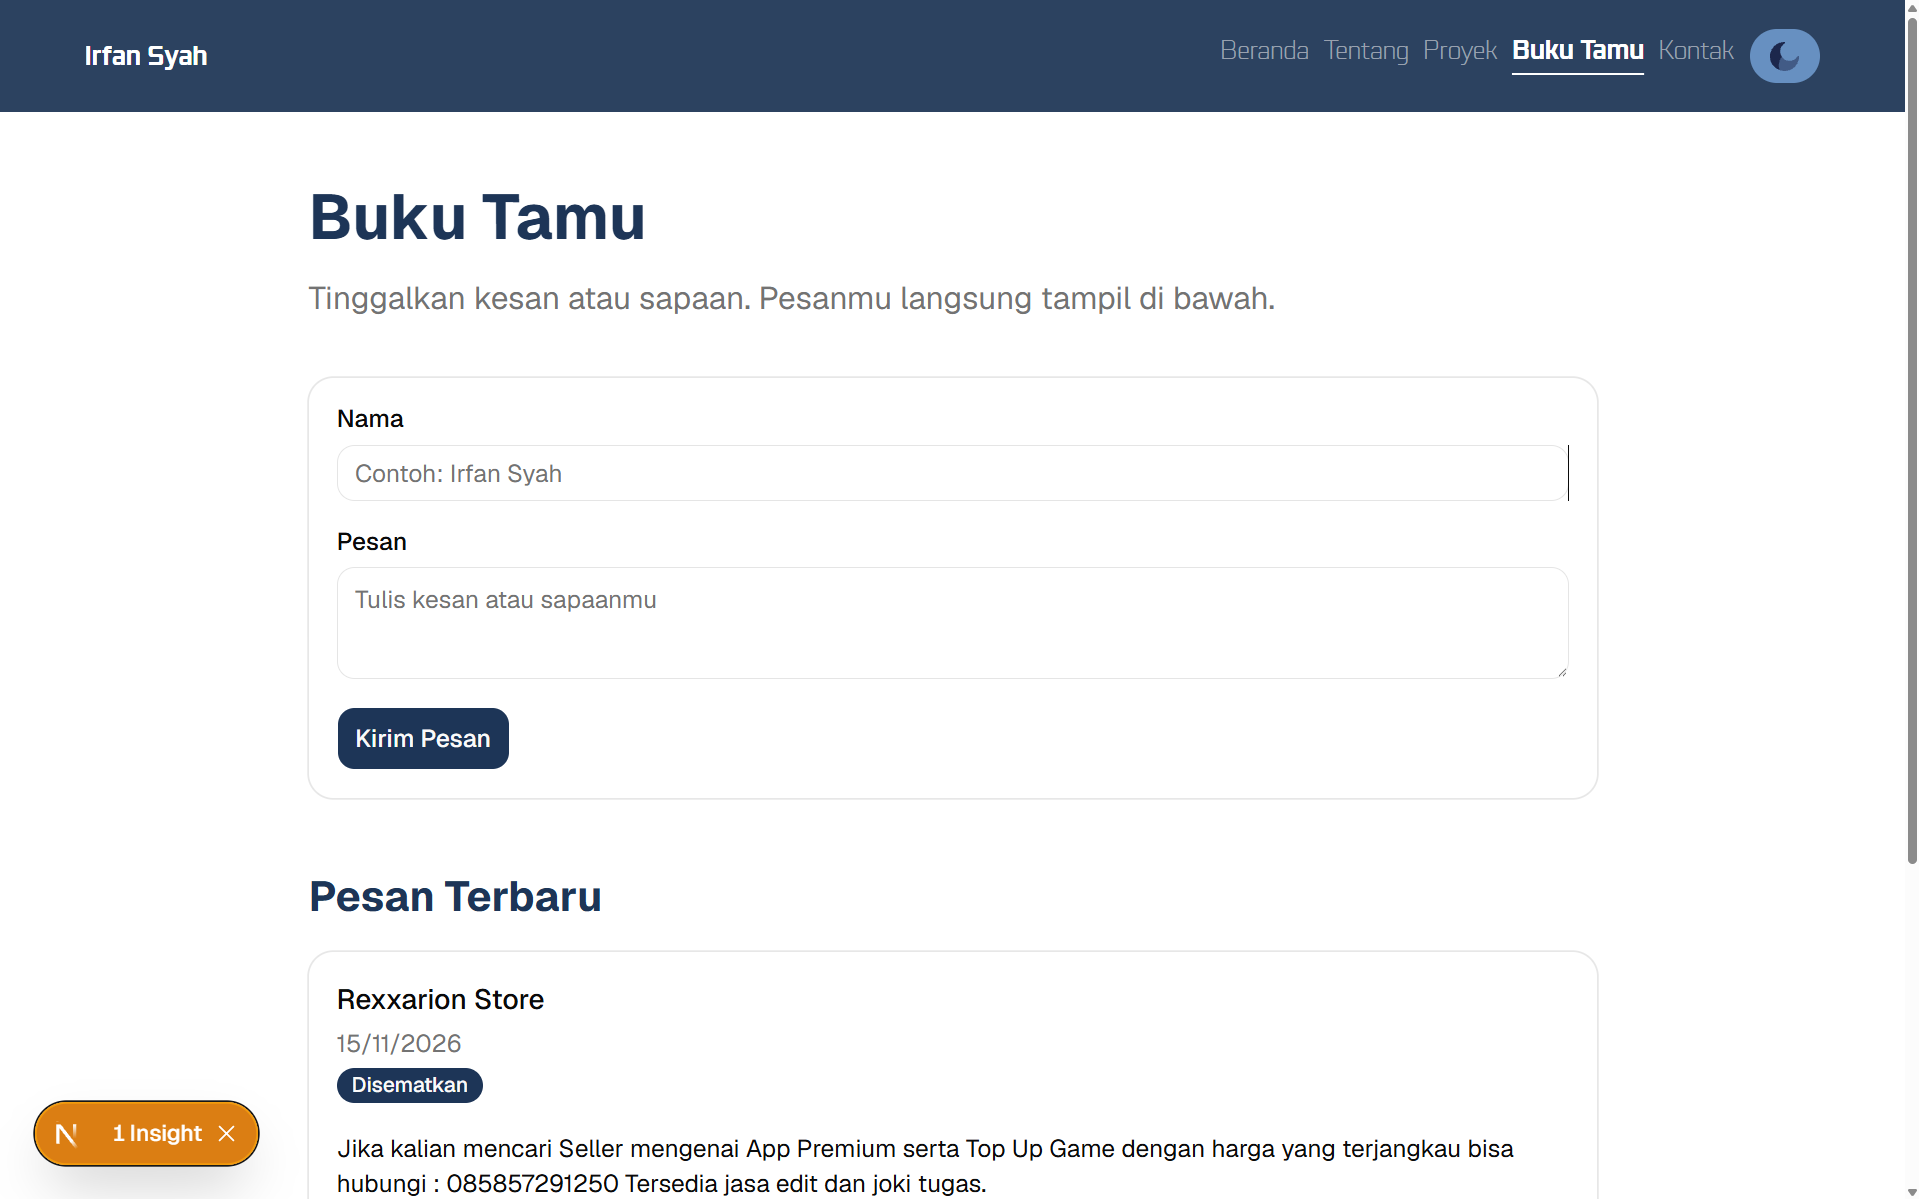 Irfan Syah
Beranda Tentang Proyek Buku Tamu Kontak
Buku Tamu
Tinggalkan kesan atau sapaan. Pesanmu langsung tampil di bawah.
Nama
Contoh: Irfan Syah
Pesan
Tulis kesan atau sapaanmu
Kirim Pesan
Pesan Terbaru
Rexxarion Store
15/11/2026
Disematkan
Jika kalian mencari Seller mengenai App Premium serta Top Up Game dengan harga yang terjangkau bisa
hubungi : 085857291250 Tersedia jasa edit dan joki tugas.
N 1 Insight